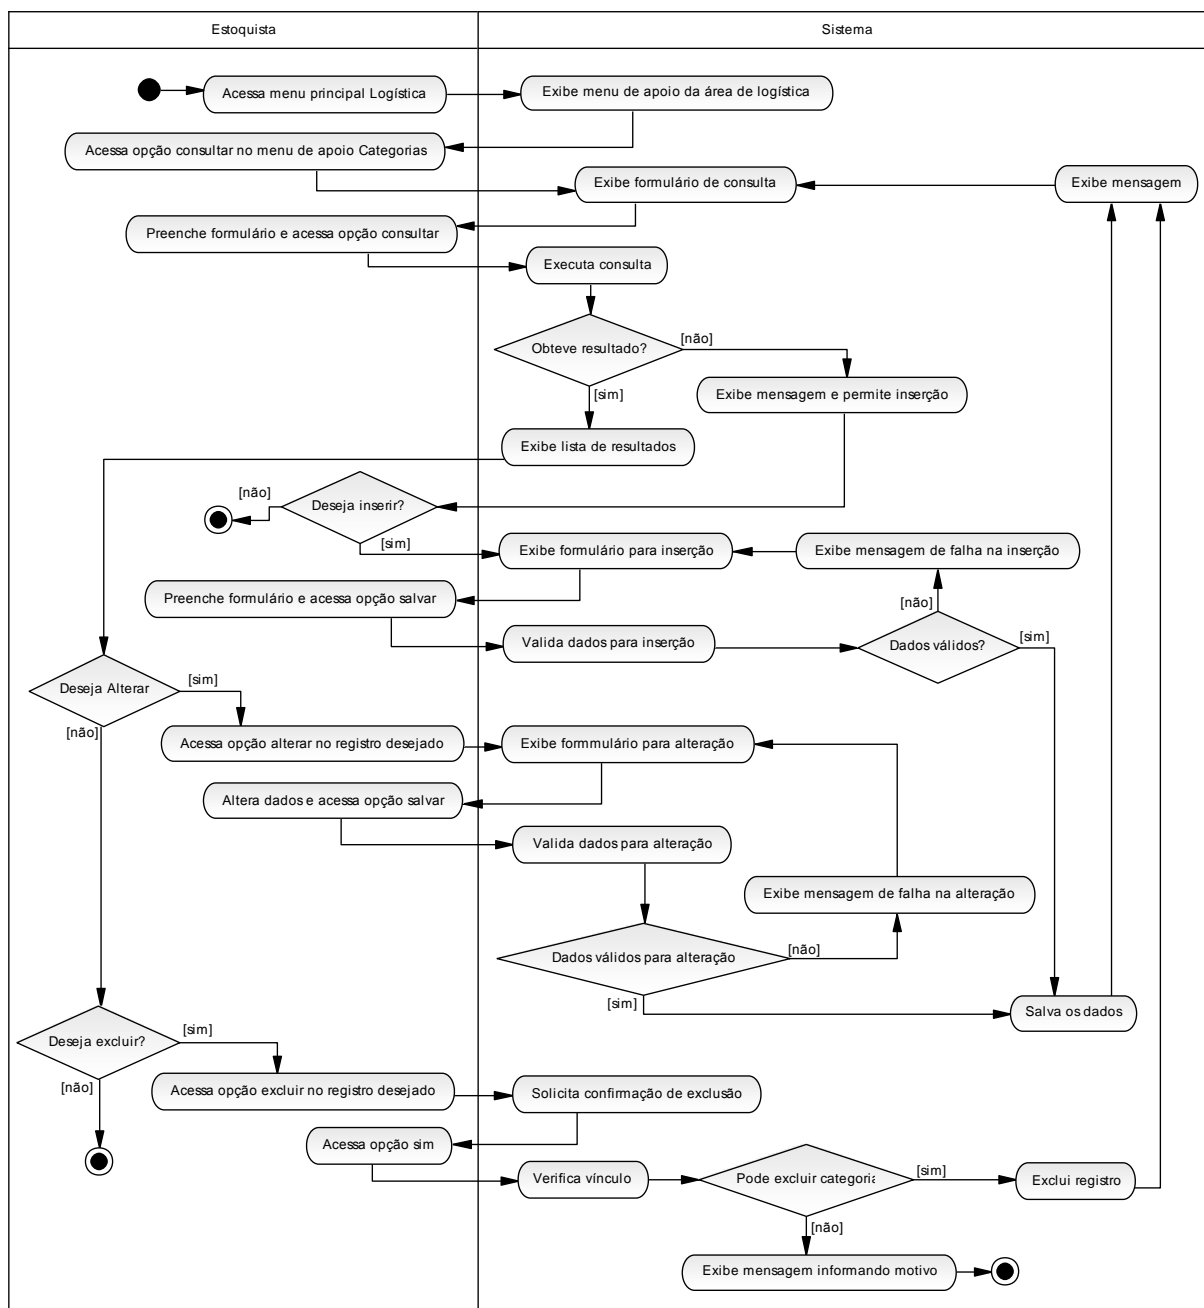 Estoquista
Sistema
Acessa menu principal Logística
Exibe menu de apoio da área de logística
Acessa opção consultar no menu de apoio Categorias
Exibe formulário de consulta
Exibe mensagem
Preenche formulário e acessa opção consultar
Executa consulta
Obteve resultado?
[não]
[sim]
Exibe mensagem e permite inserção
Exibe lista de resultados
[não]
Deseja inserir?
[sim]
Exibe formulário para inserção
Exibe mensagem de falha na inserção
Preenche formulário e acessa opção salvar
[não]
Valida dados para inserção
Dados válidos?
[sim]
Deseja Alterar
[sim]
[não]
Acessa opção alterar no registro desejado
Exibe formmulário para alteração
Altera dados e acessa opção salvar
Valida dados para alteração
Exibe mensagem de falha na alteração
Dados válidos para alteração
[não]
[sim]
Salva os dados
Deseja excluir?
[sim]
[não]
Acessa opção excluir no registro desejado
Solicita confirmação de exclusão
Acessa opção sim
Verifica vínculo
Pode excluir categoria
[sim]
Exclui registro
[não]
Exibe mensagem informando motivo